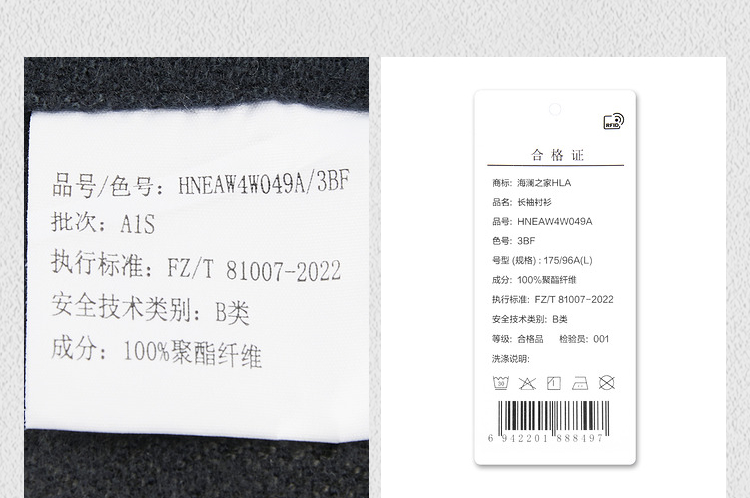 品号/色号: HNEAW4W049A/3BF
批次: A1S
执行标准: FZ/T 81007-2022
安全技术类别: B类
成分: 100%聚酯纤维
RFID
合格证
商标: 海澜之家HLA
品名: 长袖衬衫
品号: HNEAW4W049A
色号: 3BF
号型 (规格) : 175/96A(L)
成分: 100%聚酯纤维
执行标准: FZ/T 81007-2022
安全技术类别: B类
等级: 合格品 检验员: 001
洗涤说明:
30
6 942201 888497